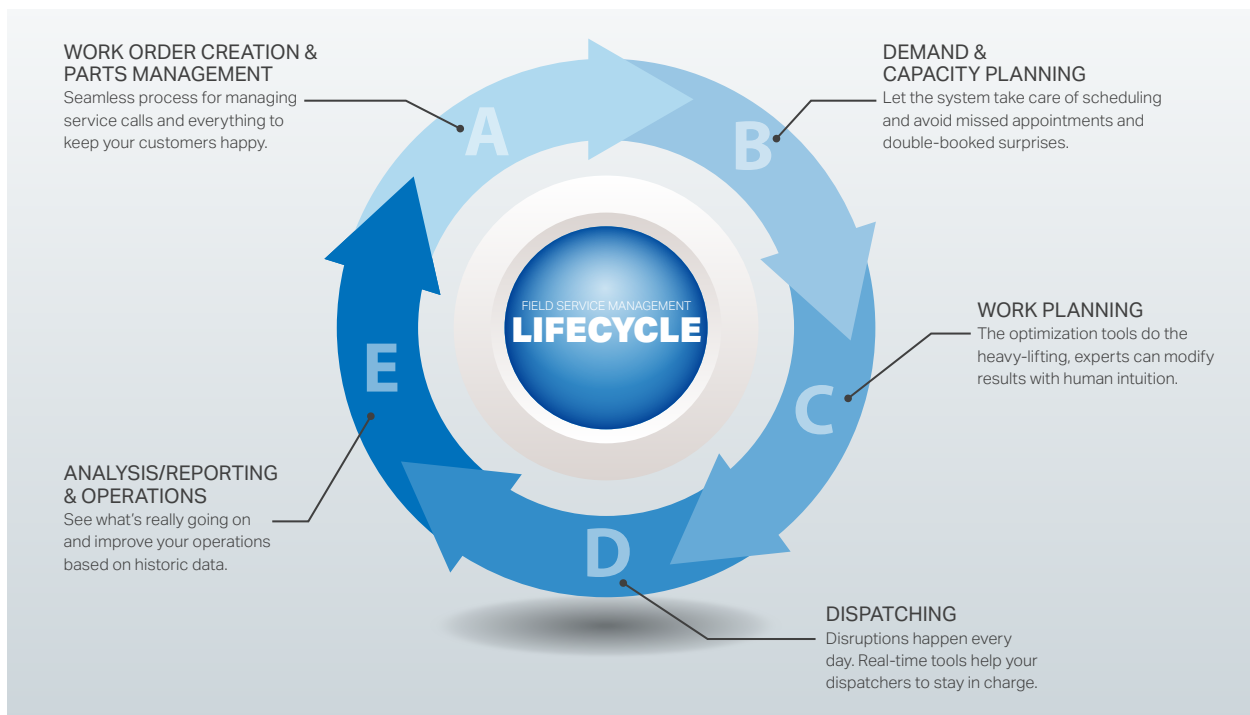 WORK ORDER CREATION &
PARTS MANAGEMENT
Seamless process for managing
service calls and everything to
keep your customers happy.
A
DEMAND &
CAPACITY PLANNING
Let the system take care of scheduling
and avoid missed appointments and
double-booked surprises.
B
FIELD SERVICE MANAGEMENT
LIFECYCLE
WORK PLANNING
The optimization tools do the
heavy-lifting, experts can modify
results with human intuition.
C
DISPATCHING
Disruptions happen every
day. Real-time tools help your
dispatchers to stay in charge.
D
ANALYSIS/REPORTING
& OPERATIONS
See what’s really going on
and improve your operations
based on historic data.
E